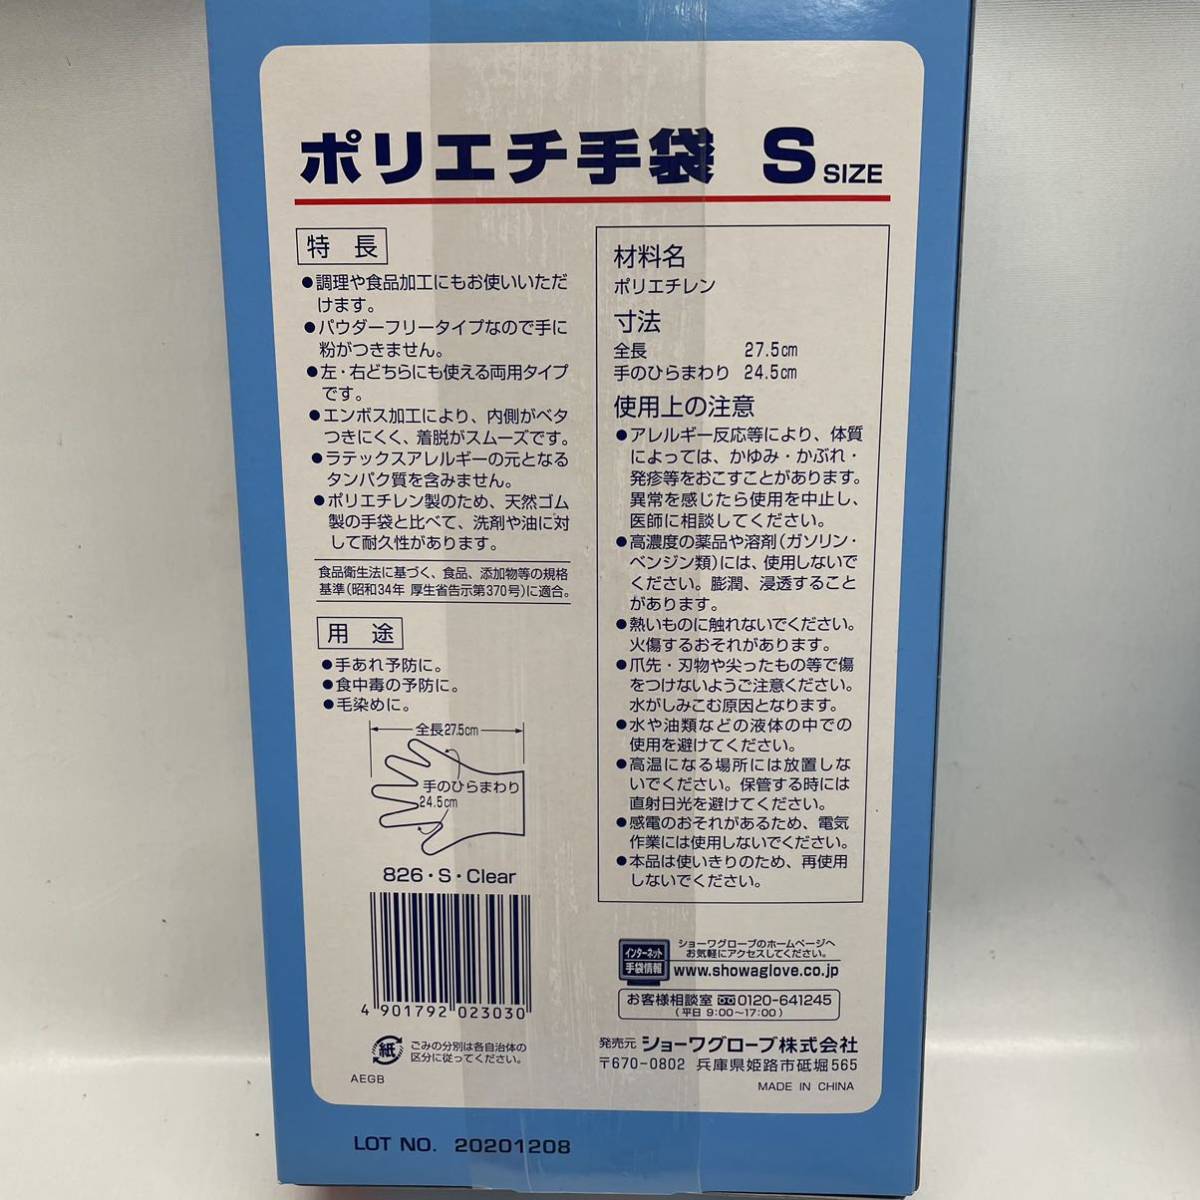 ポリエチ手袋 S SIZE
特長
●調理や食品加工にもお使いいただ
けます。
●パウダーフリータイプなので手に
粉がつきません。
●左・右どちらにも使える両用タイプ
です。
●エンボス加工により、内側がベタ
つきにくく、着脱がスムーズです。
●ラテックスアレルギーの元となる
タンパク質を含みません。
●ポリエチレン製のため、天然ゴム
製の手袋と比べて、洗剤や油に対
して耐久性があります。
食品衛生法に基づく、食品、添加物等の規格
基準(昭和34年 厚生省告示第370号)に適合。
用途
●手あれ予防に。
●食中毒の予防に。
●毛染めに。
全長27.5cm
手のひらまわり
24.5cm
826・S・Clear
4 901792 023030
紙
ごみの分別は各自治体の
区分に従ってください。
AEGB
材料名
ポリエチレン
寸法
全長 27.5cm
手のひらまわり 24.5cm
使用上の注意
●アレルギー反応等により、体質
によっては、かゆみ・かぶれ・
発疹等をおこすことがあります。
異常を感じたら使用を中止し、
医師に相談してください。
●高濃度の薬品や溶剤(ガソリン・
ベンジン類)には、使用しないで
ください。膨潤、浸透すること
があります。
●熱いものに触れないでください。
火傷するおそれがあります。
●爪先・刃物や尖ったもの等で傷
をつけないようご注意ください。
水がしみこむ原因となります。
●水や油類などの液体の中での
使用を避けてください。
●高温になる場所には放置しな
いでください。保管する時には
直射日光を避けてください。
●感電のおそれがあるため、電気
作業には使用しないでください。
●本品は使いきりのため、再使用
しないでください。
インターネット
手袋情報
ショーワグローブのホームページへ
お気軽にアクセスしてください。
www.showaglove.co.jp
お客様相談室 0120-641245
(平日 9:00〜17:00)
発売元 ショーワグローブ株式会社
〒670-0802 兵庫県姫路市砥堀565
MADE IN CHINA
LOT NO. 20201208